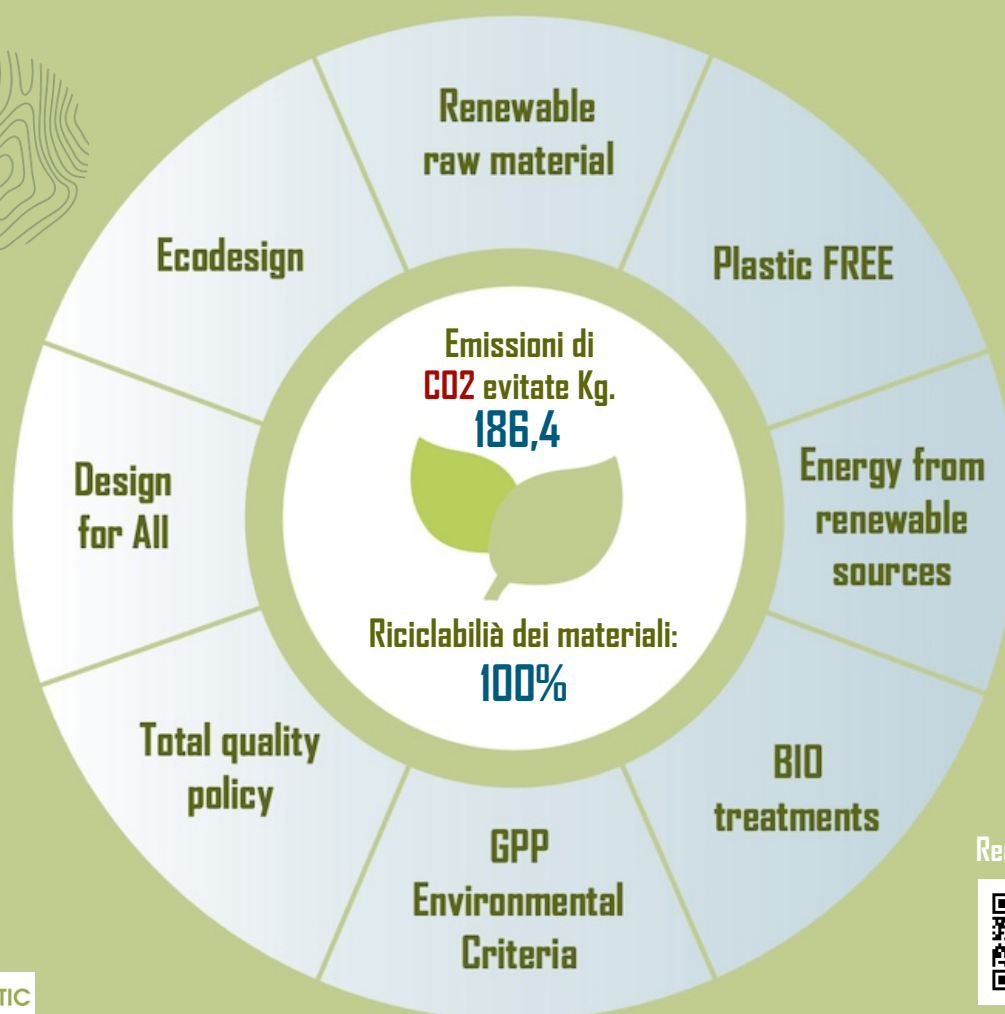 Renewable
raw material
Plastic FREE
Energy from
renewable
sources
BIO
treatments
GPP
Environmental
Criteria
Total quality
policy
Design
for All
Ecodesign
Emissioni di
CO2 evitate Kg.
186,4
Riciclabilià dei materiali:
100%